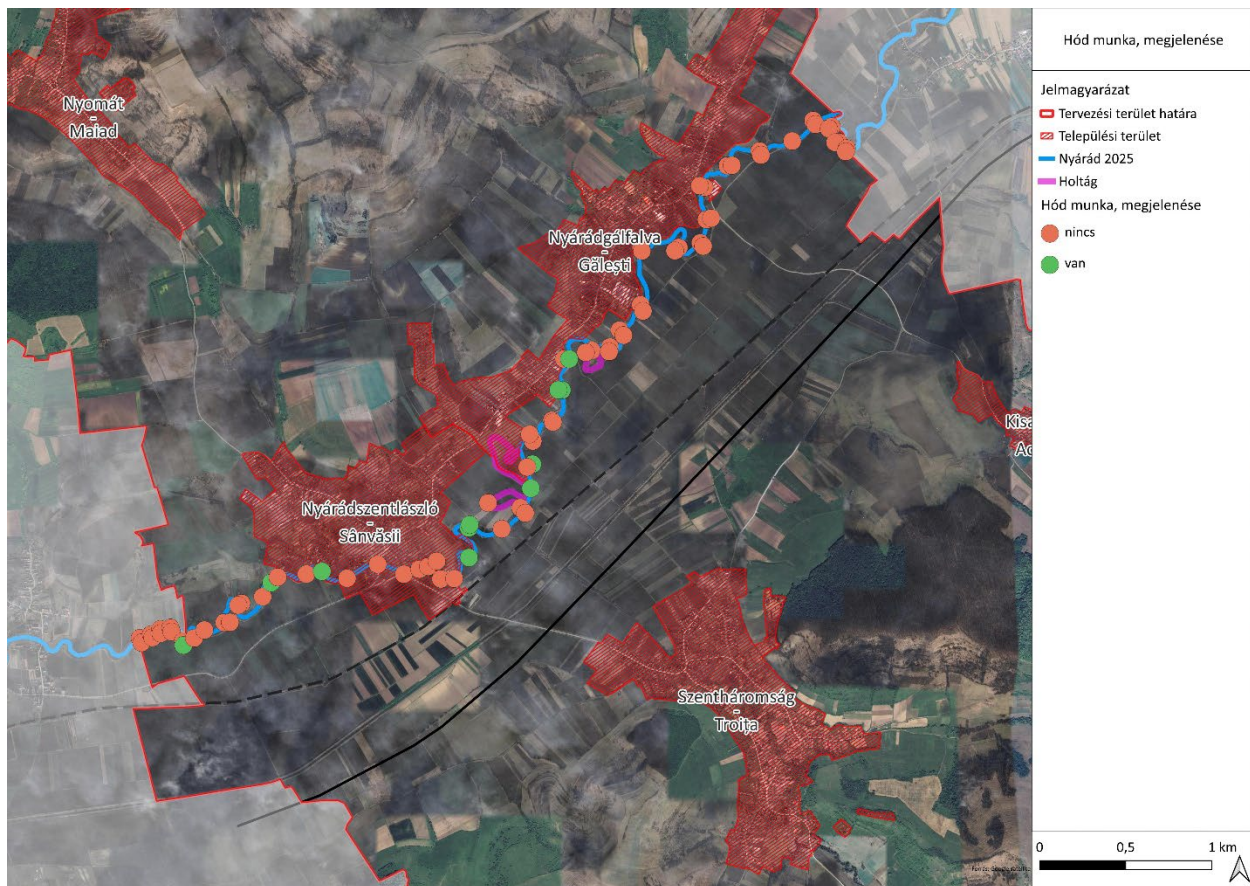 Hód munka, megjelenése
Jelmagyarázat
Tervezési terület határa
Települési terület
Nyárád 2025
Holtág
Hód munka, megjelenése
nincs
van
Nyomát
-
Maiad
Nyárádgálfalva
-
Gălești
Nyárádszentlászló
-
Sânvăsii
Szentháromság
-
Troița
0 0,5 1 km